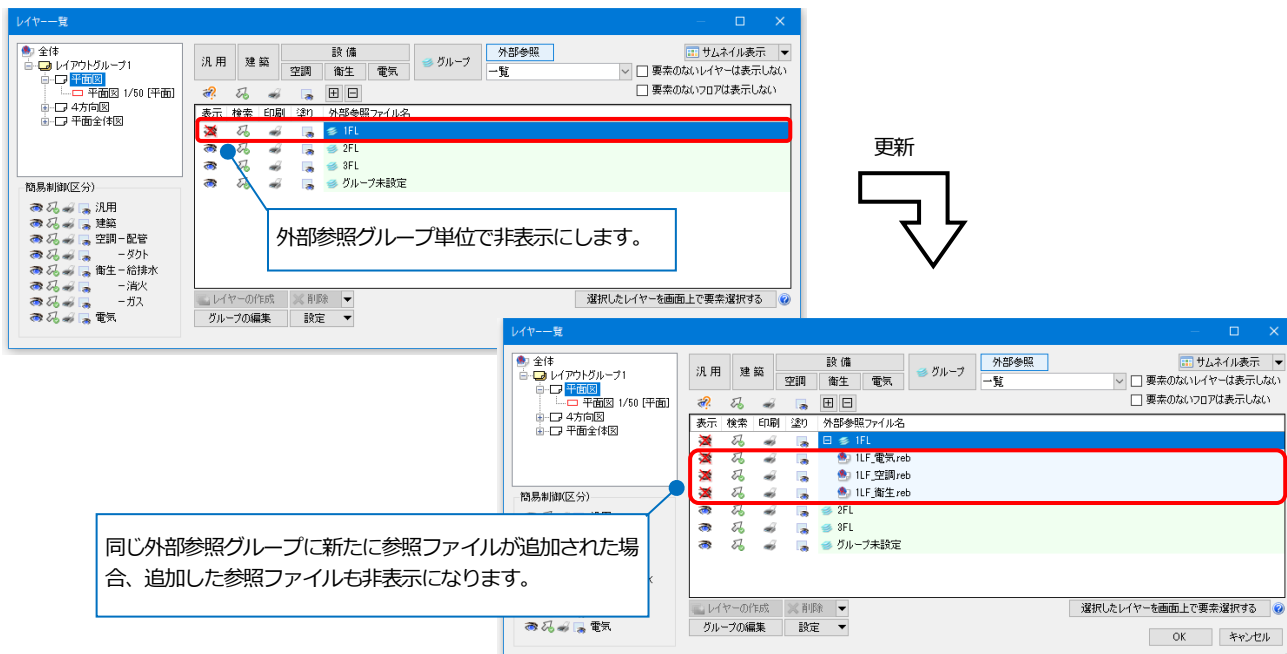 レイヤー一覧
全体
レイアウトグループ1
平面図
平面図 1/50 [平面]
4方向図
平面全体図
簡易制御(区分)
汎用
建築
空調－配管
－ダクト
衛生－給排水
－消火
－ガス
電気
汎用 建築 設備 グループ 外部参照 サムネイル表示
空調 衛生 電気 一覧 要素のないレイヤーは表示しない
要素のないフロアは表示しない
表示 検索 印刷 塗り 外部参照ファイル名
1FL
2FL
3FL
グループ未設定
外部参照グループ単位で非表示にします。
レイヤーの作成 削除 選択したレイヤーを画面上で要素選択する
グループの編集 設定
更新
レイヤー一覧
全体
レイアウトグループ1
平面図
平面図 1/50 [平面]
4方向図
平面全体図
簡易制御(区分)
汎用 建築 設備 グループ 外部参照 サムネイル表示
空調 衛生 電気 一覧 要素のないレイヤーは表示しない
要素のないフロアは表示しない
表示 検索 印刷 塗り 外部参照ファイル名
1FL
1LF_電気.reb
1LF_空調.reb
1LF_衛生.reb
2FL
3FL
グループ未設定
同じ外部参照グループに新たに参照ファイルが追加された場
合、追加した参照ファイルも非表示になります。
電気
レイヤーの作成 削除 選択したレイヤーを画面上で要素選択する
グループの編集 設定
OK キャンセル